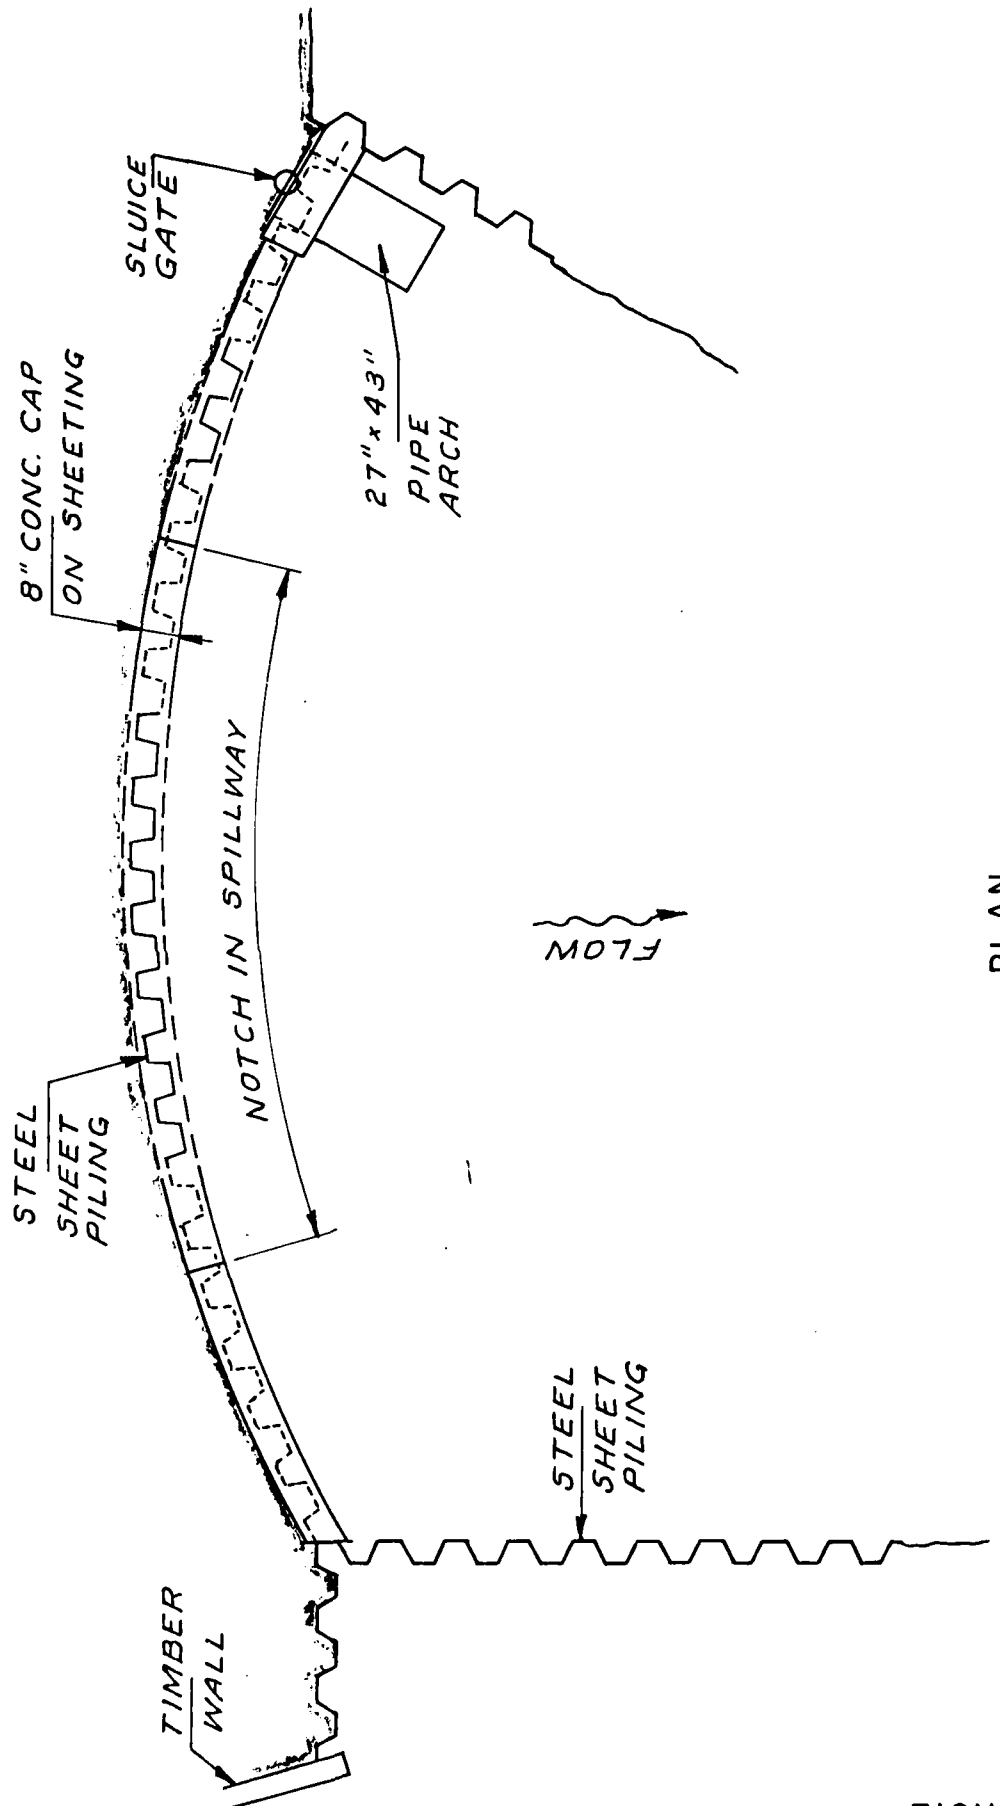 TIMBER
WALL
STEEL
SHEET
PILING
8" CONC. CAP
ON SHEETING
SLUICE
GATE
NOTCH IN SPILLWAY
27" x 43"
PIPE
ARCH
STEEL
SHEET
PILING
FLOW
PLAN